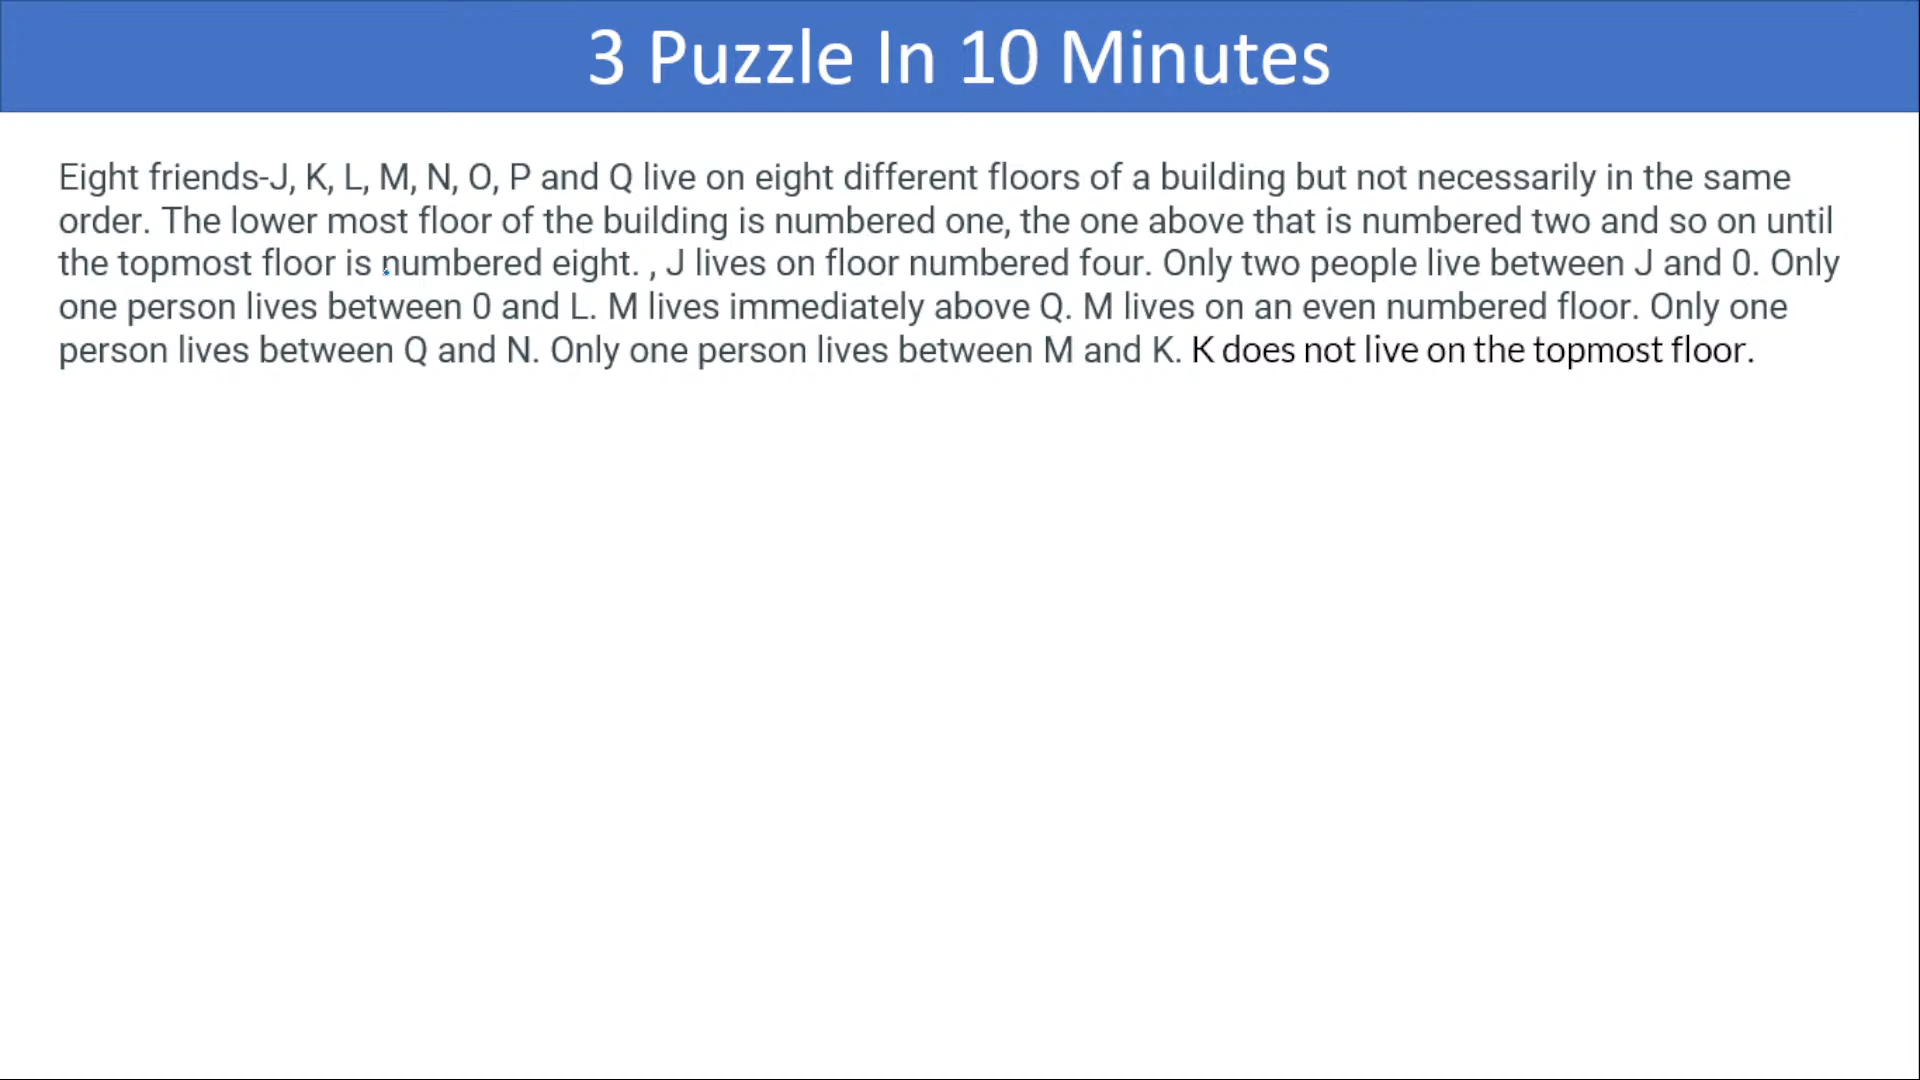 3 Puzzle In 10 Minutes
Eight friends-J, K, L, M, N, O, P and Q live on eight different floors of a building but not necessarily in the same
order. The lower most floor of the building is numbered one, the one above that is numbered two and so on until
the topmost floor is numbered eight. , J lives on floor numbered four. Only two people live between J and 0. Only
one person lives between 0 and L. M lives immediately above Q. M lives on an even numbered floor. Only one
person lives between Q and N. Only one person lives between M and K. K does not live on the topmost floor.